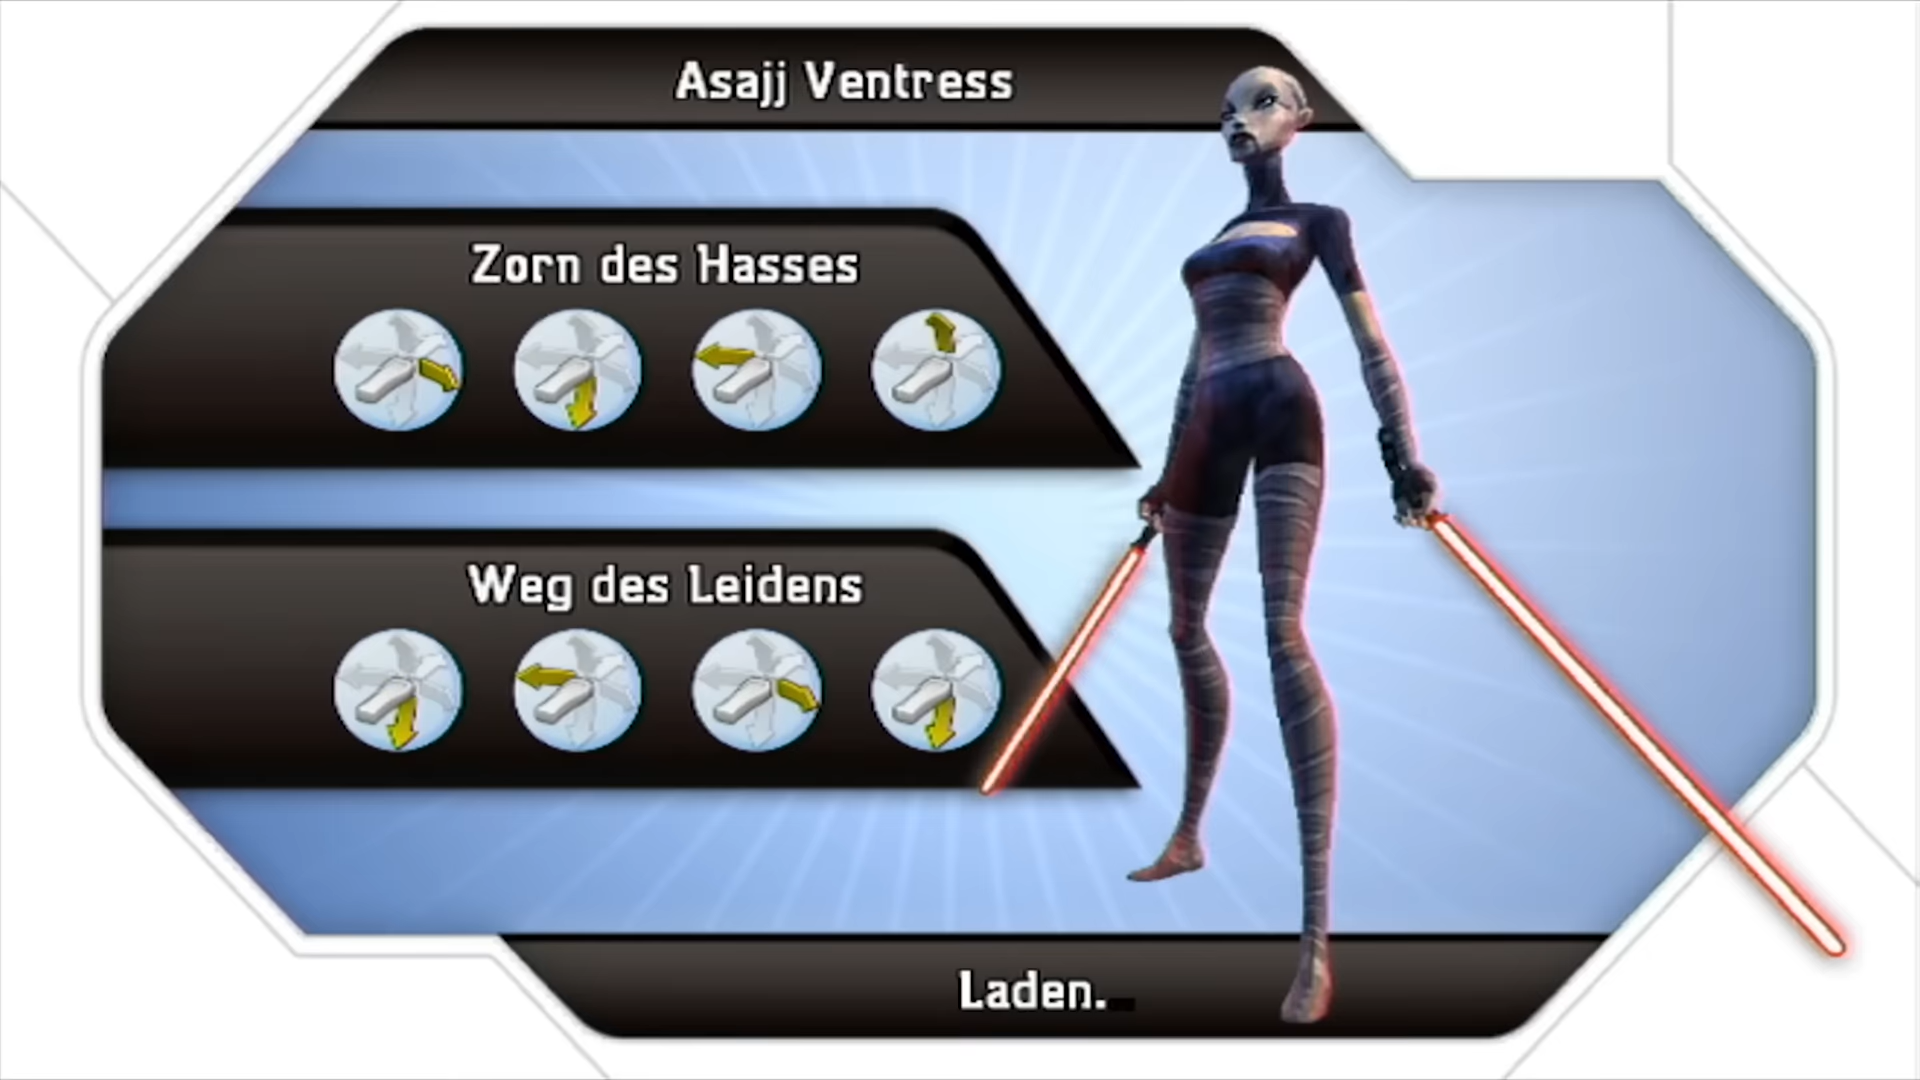 Asajj Ventress
Zorn des Hasses
Weg des Leidens
Laden.